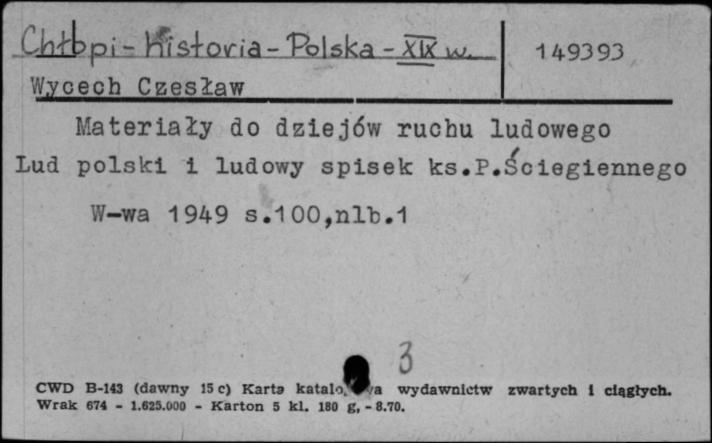 Chłopi - historia - Polska - XIX w. 149393
Wycech Czesław
Materiały do dziejów ruchu ludowego
Lud polski i ludowy spisek ks.P.Ściegiennego
W-wa 1949 s.100,nlb.1
3
CWD B-143 (dawny 15 c) Karta wydawnictw zwartych i ciągłych.
Wrak 674 - 1.625.000 - Karton 5 kl. 180 g, - 8.70.